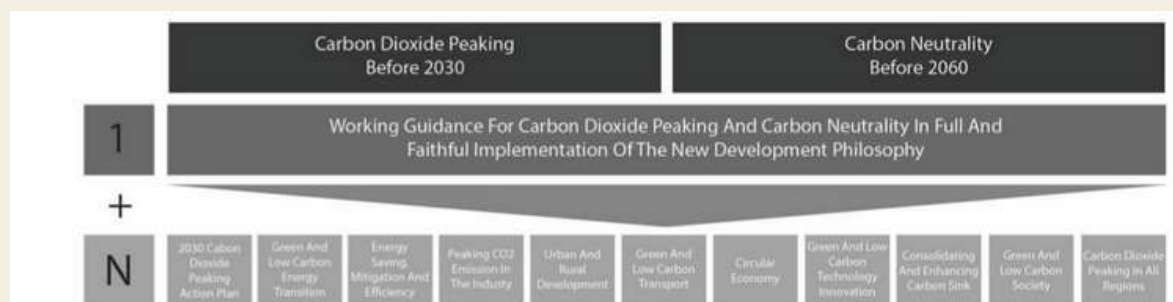 Carbon Dioxide Peaking
Before 2030
Carbon Neutrality
Before 2060
1
Working Guidance For Carbon Dioxide Peaking And Carbon Neutrality In Full And
Faithful Implementation Of The New Development Philosophy
+
N
2030 Cabon
Dioxide
Peaking
Action Plan
Green And
Low Carbon
Energy
Transition
Energy
Saving,
Mitigation And
Efficiency
Peaking CO2
Emission In
The Industy
Urban And
Rural
Development
Green And
Low Carbon
Transport
Circular
Economy
Green And Low
Carbon
Technology
Innovation
Consolidating
And Enhancing
Carbon Sink
Green And
Low Carbon
Society
Carbon Dioxide
Peaking In All
Regions